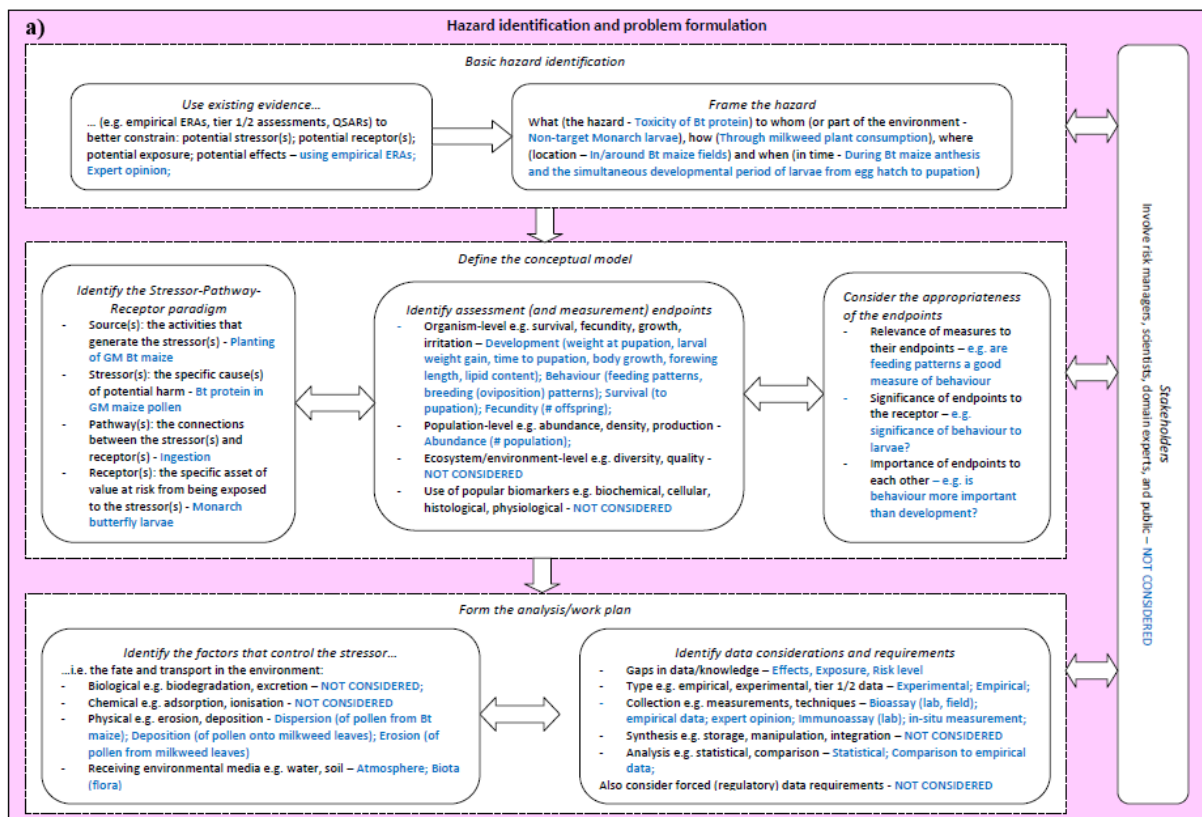 a)
Hazard identification and problem formulation
Basic hazard identification
Use existing evidence...
... (e.g. empirical ERAs, tier 1/2 assessments, QSARs) to
better constrain: potential stressor(s); potential receptor(s);
potential exposure; potential effects – using empirical ERAs;
Expert opinion;
Frame the hazard
What (the hazard - Toxicity of Bt protein) to whom (or part of the environment -
Non-target Monarch larvae), how (Through milkweed plant consumption), where
(location – In/around Bt maize fields) and when (in time - During Bt maize anthesis
and the simultaneous developmental period of larvae from egg hatch to pupation)
Define the conceptual model
Identify the Stressor-Pathway-
Receptor paradigm
- Source(s): the activities that
generate the stressor(s) - Planting
of GM Bt maize
- Stressor(s): the specific cause(s)
of potential harm - Bt protein in
GM maize pollen
- Pathway(s): the connections
between the stressor(s) and
receptor(s) - Ingestion
- Receptor(s): the specific asset of
value at risk from being exposed
to the stressor(s) – Monarch
butterfly larvae
Identify assessment (and measurement) endpoints
- Organism-level e.g. survival, fecundity, growth,
irritation – Development (weight at pupation, larval
weight gain, time to pupation, body growth, forewing
length, lipid content); Behaviour (feeding patterns,
breeding (oviposition) patterns); Survival (to
pupation); Fecundity (# offspring);
- Population-level e.g. abundance, density, production -
Abundance (# population);
- Ecosystem/environment-level e.g. diversity, quality -
NOT CONSIDERED
- Use of popular biomarkers e.g. biochemical, cellular,
histological, physiological - NOT CONSIDERED
Consider the appropriateness
of the endpoints
- Relevance of measures to
their endpoints – e.g. are
feeding patterns a good
measure of behaviour
- Significance of endpoints to
the receptor – e.g.
significance of behaviour to
larvae?
- Importance of endpoints to
each other – e.g. is
behaviour more important
than development?
Form the analysis/work plan
Identify the factors that control the stressor...
...i.e. the fate and transport in the environment:
- Biological e.g. biodegradation, excretion – NOT CONSIDERED;
- Chemical e.g. adsorption, ionisation - NOT CONSIDERED
- Physical e.g. erosion, deposition - Dispersion (of pollen from Bt
maize); Deposition (of pollen onto milkweed leaves); Erosion (of
pollen from milkweed leaves)
- Receiving environmental media e.g. water, soil – Atmosphere; Biota
(flora)
Identify data considerations and requirements
- Gaps in data/knowledge – Effects, Exposure, Risk level
- Type e.g. empirical, experimental, tier 1/2 data – Experimental; Empirical;
- Collection e.g. measurements, techniques – Bioassay (lab, field);
empirical data; expert opinion; Immunoassay (lab); in-situ measurement;
- Synthesis e.g. storage, manipulation, integration – NOT CONSIDERED
- Analysis e.g. statistical, comparison – Statistical; Comparison to empirical
data;
Also consider forced (regulatory) data requirements - NOT CONSIDERED
Stakeholders
Involve risk managers, scientists, domain experts, and public – NOT CONSIDERED